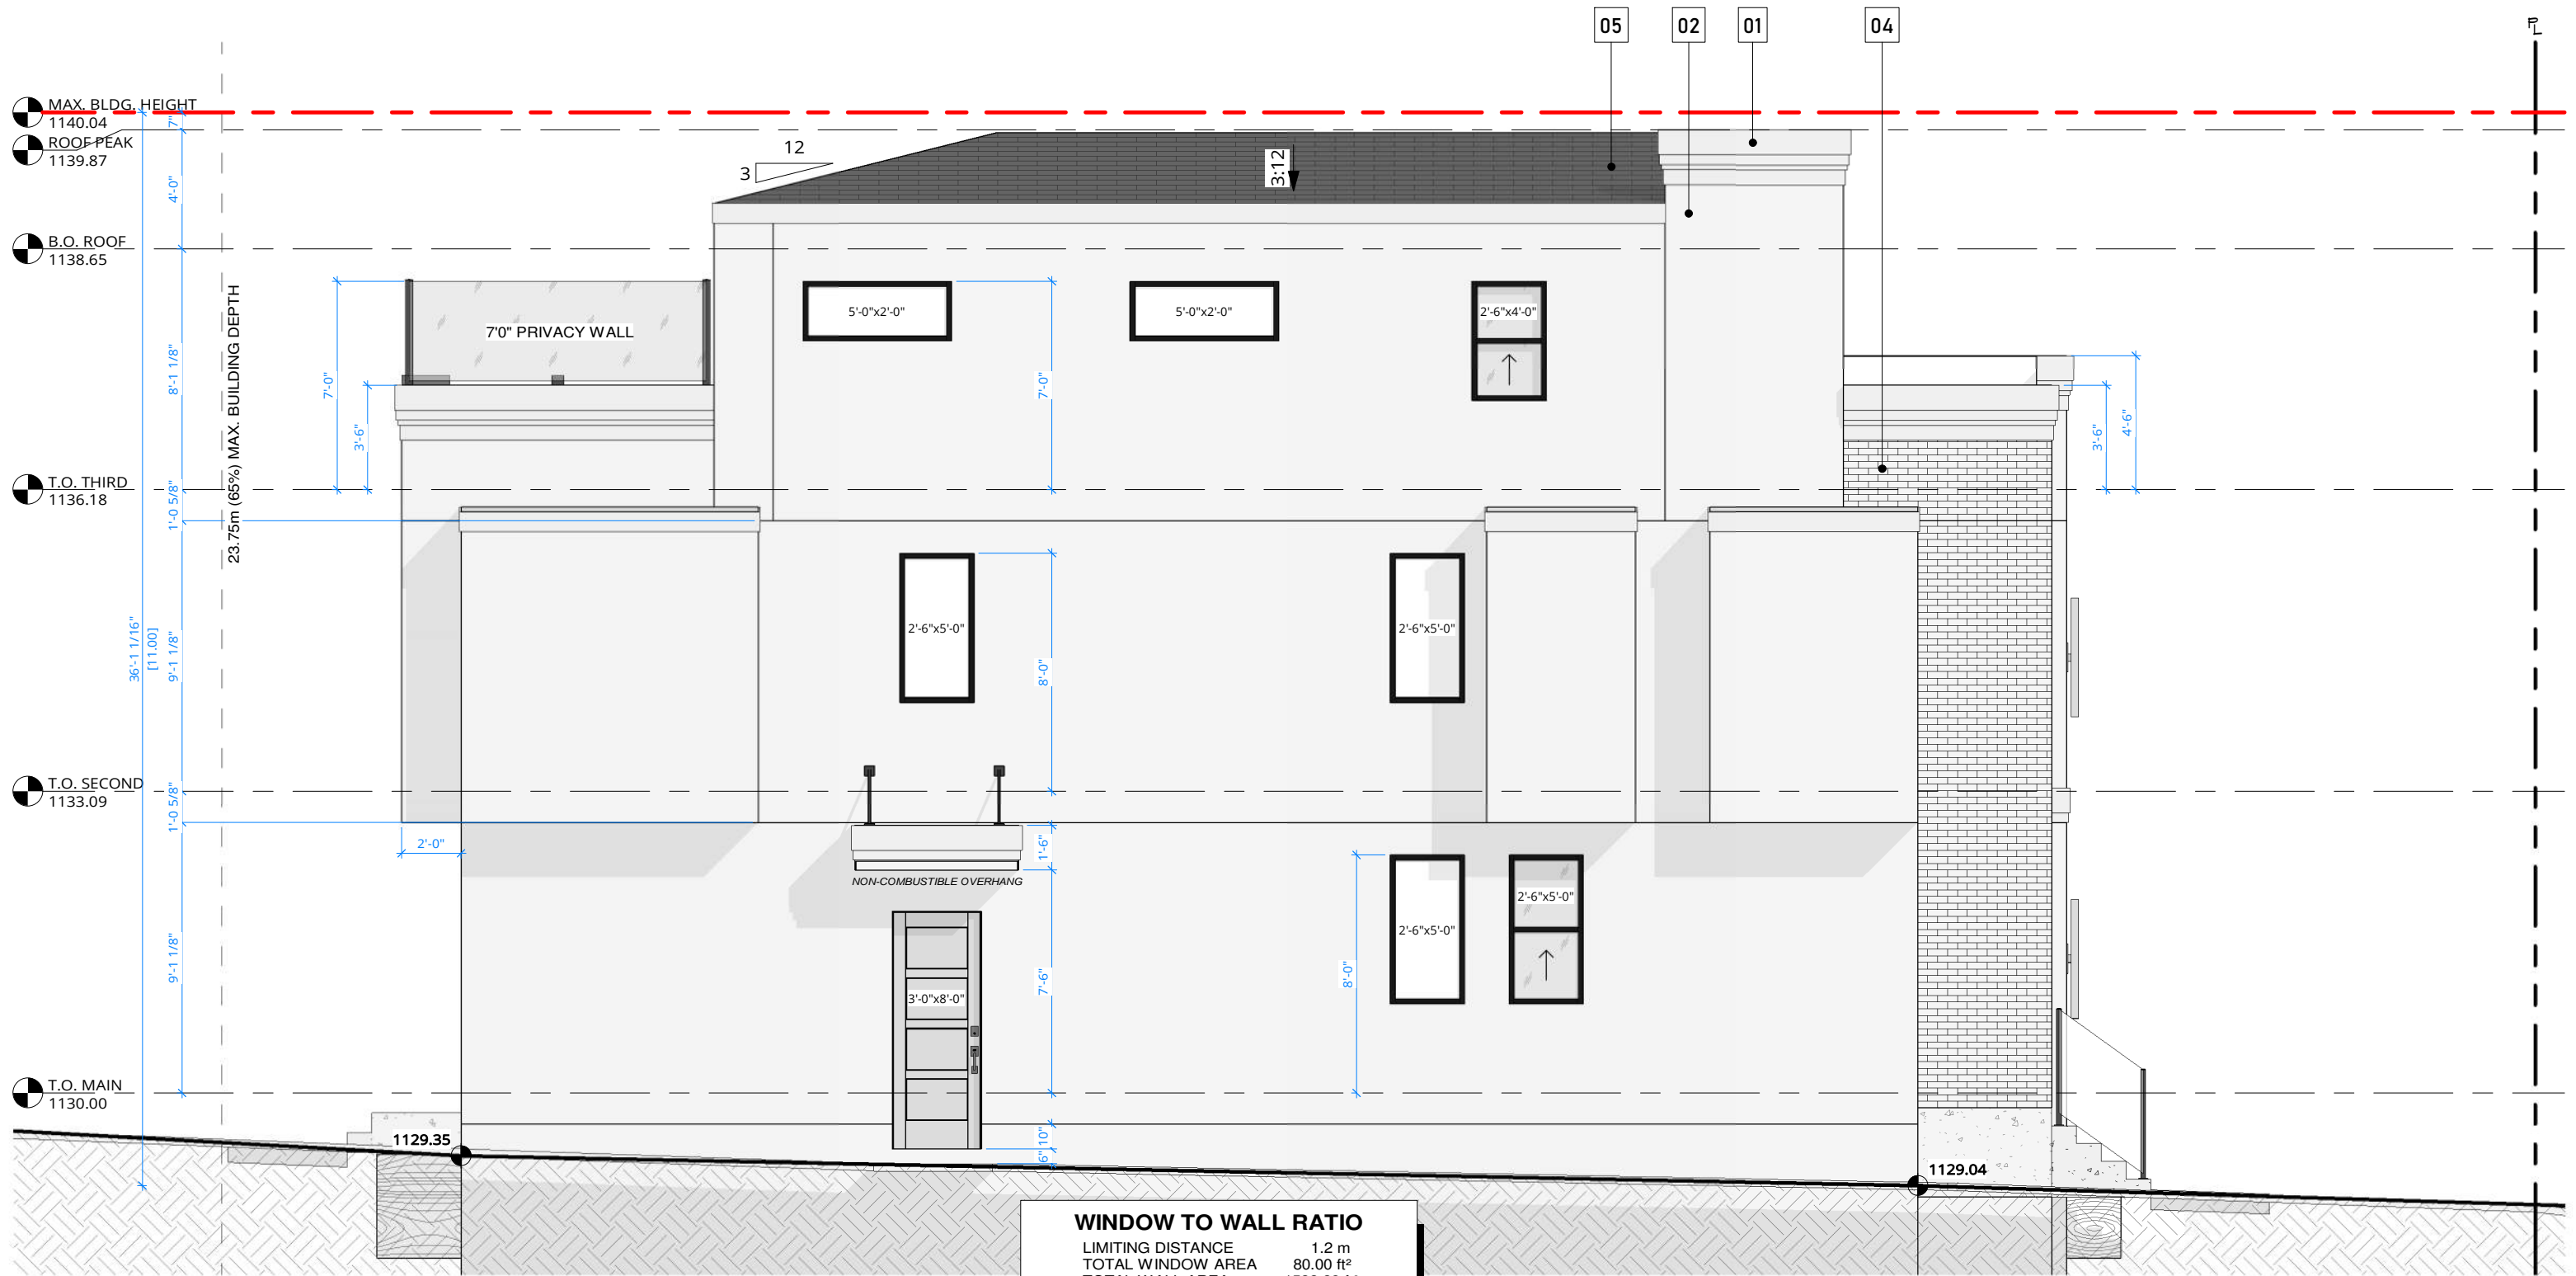 05
02
01
04
PL
MAX. BLDG. HEIGHT
1140.04
7"
ROOF PEAK
1139.87
12
3
3:12
4'-0"
B.O. ROOF
1138.65
7'0" PRIVACY WALL
5'-0"x2'-0"
5'-0"x2'-0"
2'-6"x4'-0"
23.75m (65%) MAX. BUILDING DEPTH
8'-1 1/8"
7'-0"
3'-6"
7'-0"
3'-6"
4'-6"
T.O. THIRD
1136.18
1'-0 5/8"
36'-1 1/16"
[11.00]
9'-1 1/8"
2'-6"x5'-0"
8'-0"
2'-6"x5'-0"
T.O. SECOND
1133.09
1'-0 5/8"
2'-0"
1'-6"
NON-COMBUSTIBLE OVERHANG
2'-6"x5'-0"
2'-6"x5'-0"
9'-1 1/8"
3'-0"x8'-0"
7'-6"
8'-0"
T.O. MAIN
1130.00
1129.35
10"
6"
1129.04
WINDOW TO WALL RATIO
LIMITING DISTANCE 1.2 m
TOTAL WINDOW AREA 80.00 ft²